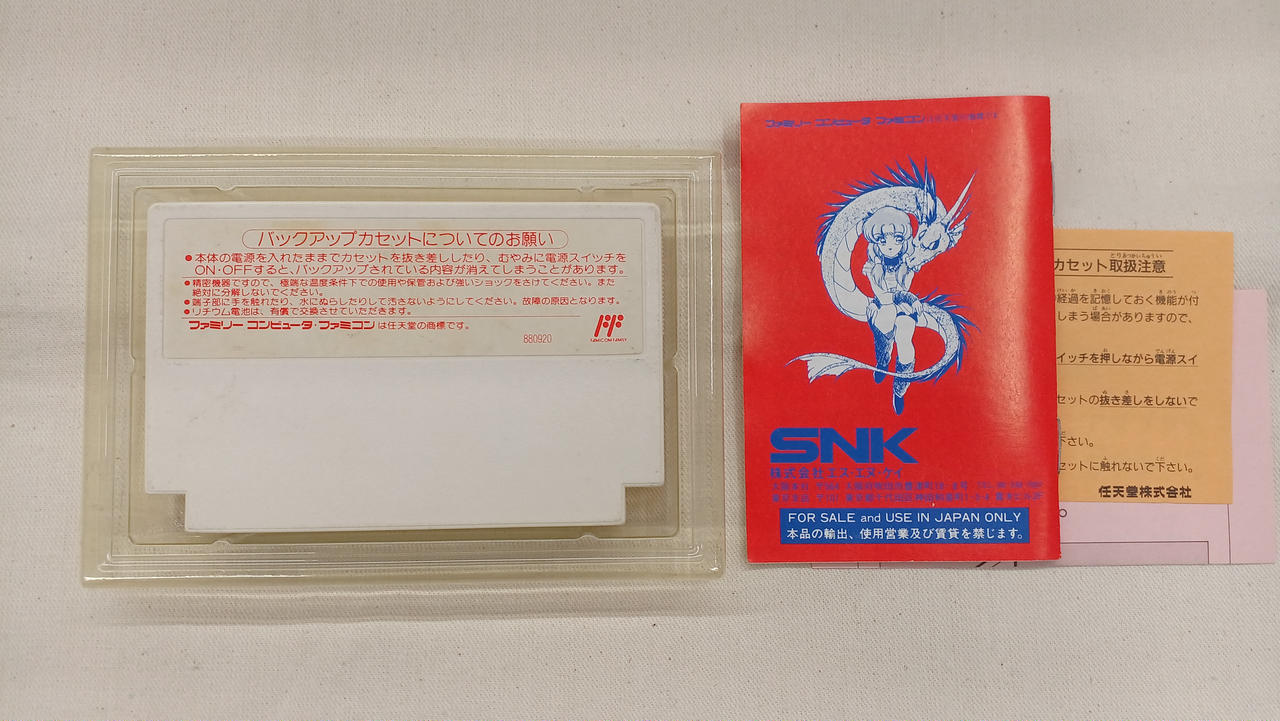 バックアップカセットについてのお願い
●本体の電源を入れたままでカセットを抜き差ししたり、むやみに電源スイッチを
ON・OFFすると、バックアップされている内容が消えてしまうことがあります。
●精密機器ですので、極端な温度条件下での使用や保管および強いショックをさけてください。また
絶対に分解しないでください。
●端子部に手を触れたり、水にぬらしたりして汚さないようにしてください。故障の原因となります。
●リチウム電池は、有償で交換させていただきます。
ファミリーコンピュータ・ファミコンは任天堂の商標です。
880920
FAMICOM FAMILY
ファミリーコンピュータ ファミコン
SNK
株式会社エヌ・エヌ・ケイ
FOR SALE and USE IN JAPAN ONLY
本品の輸出、使用営業及び賃貸を禁じます。
カセット取扱注意
経過を記憶しておく機能が付
しまう場合がありますので、
イッチを押しながら電源スイ
セットの抜き差しをしないで
下さい。
セットに触れないで下さい。
任天堂株式会社